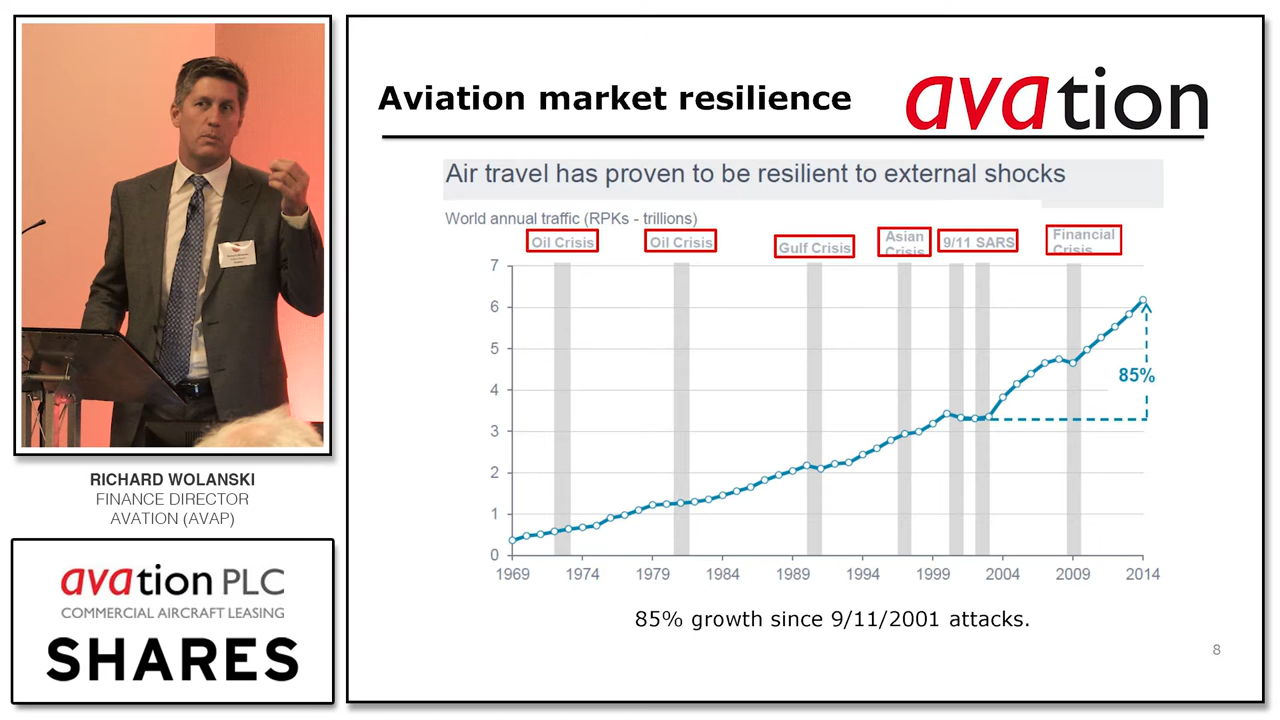 RICHARD WOLANSKI
FINANCE DIRECTOR
AVATION (AVAP)
avation PLC
COMMERCIAL AIRCRAFT LEASING
SHARES
Aviation market resilience
avation
Air travel has proven to be resilient to external shocks
World annual traffic (RPKs - trillions)
Oil Crisis
Oil Crisis
Gulf Crisis
Asian
Crisis
9/11 SARS
Financial
Crisis
7
6
5
4
3
2
1
0
85%
1969 1974 1979 1984 1989 1994 1999 2004 2009 2014
85% growth since 9/11/2001 attacks.
8